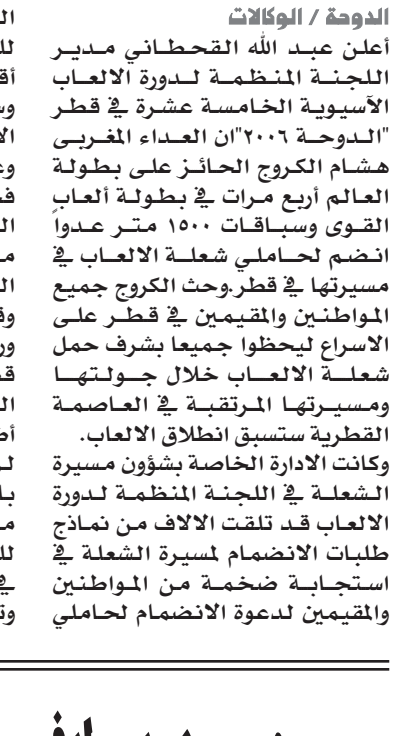 الدوحة / الوكالات
أعلن عبد الله القحطاني مدير
اللجنة المنظمة لدورة الالعاب
الآسيوية الخامسة عشرة في قطر
"الدوحة ٢٠٠٦"ان العداء المغربي
هشام الكروج الحائز على بطولة
العالم أربع مرات في بطولة ألعاب
القوى وسباقات ١٥٠٠ متر عدواً
انضم لحاملي شعلة الالعاب في
مسيرتها في قطر.وحث الكروج جميع
المواطنين والمقيمين في قطر على
الاسراع ليحظوا جميعا بشرف حمل
شعلة الالعاب خلال جولتها
ومسيرتها المرتقبة في العاصمة
القطرية ستسبق انطلاق الالعاب.
وكانت الادارة الخاصة بشؤون مسيرة
الشعلة في اللجنة المنظمة لدورة
الالعاب قد تلقت الالاف من نماذج
طلبات الانضمام لمسيرة الشعلة في
استجابة ضخمة من المواطنين
والمقيمين لدعوة الانضمام لحاملي